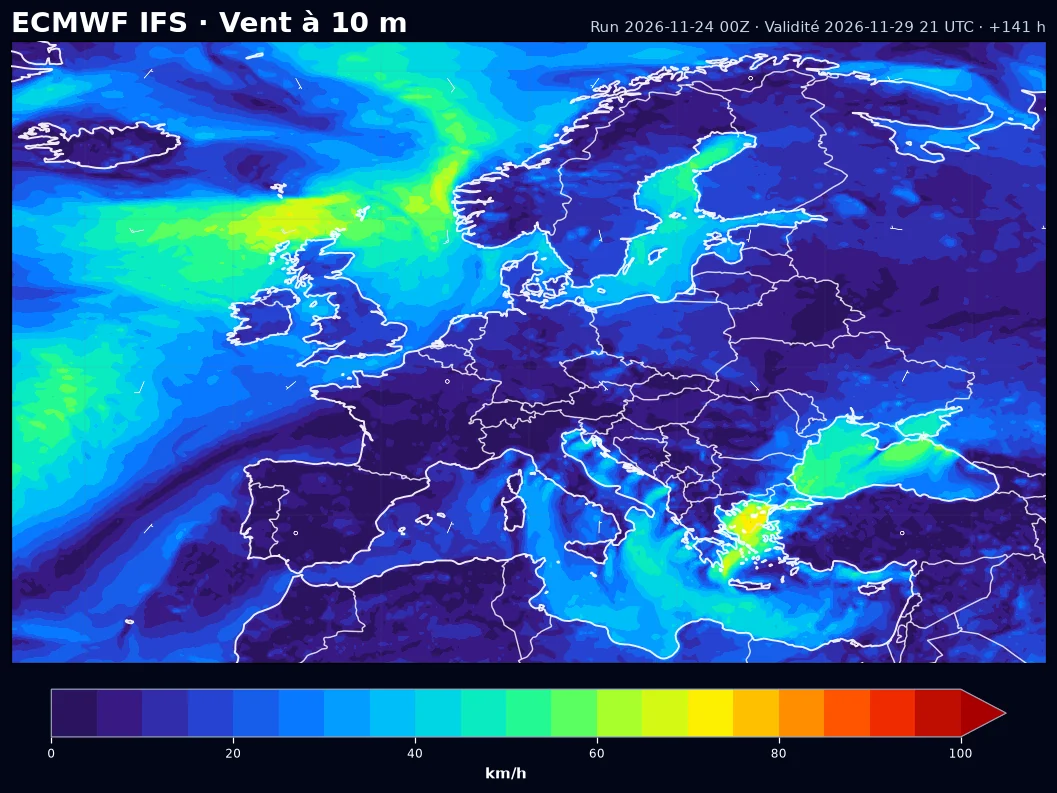 ECMWF IFS · Vent à 10 m
Run 2026-11-24 00Z · Validité 2026-11-29 21 UTC · +141 h
0 20 40 60 80 100
km/h